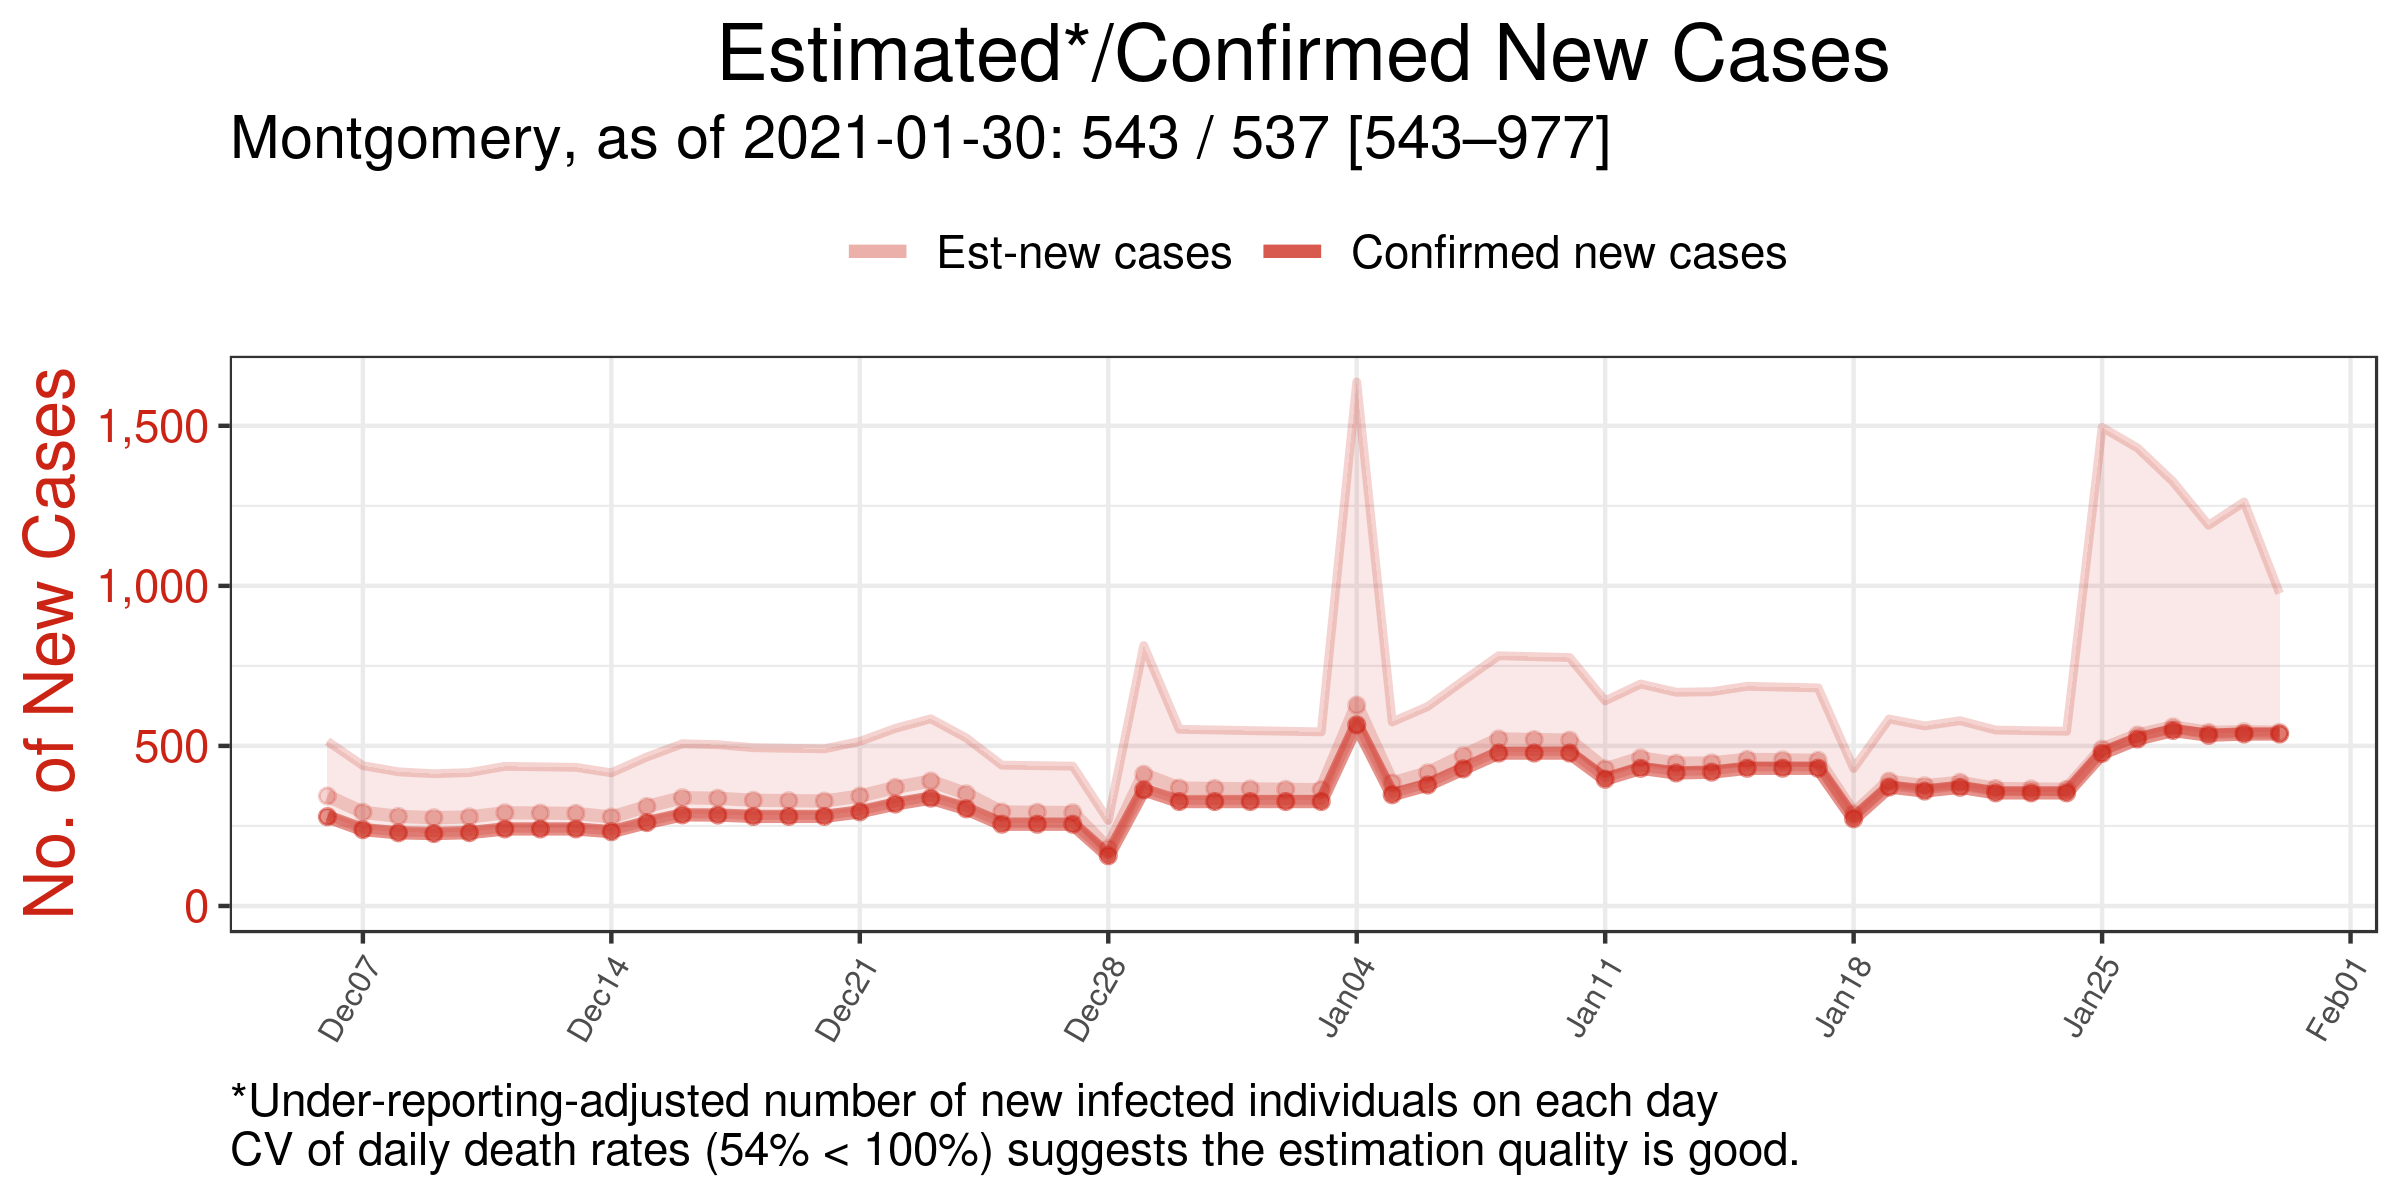 Estimated*/Confirmed New Cases
Montgomery, as of 2021-01-30: 543 / 537 [543–977]
Est-new cases
Confirmed new cases
No. of New Cases
1,500
1,000
500
0
Dec07
Dec14
Dec21
Dec28
Jan04
Jan11
Jan18
Jan25
Feb01
*Under-reporting-adjusted number of new infected individuals on each day
CV of daily death rates (54% < 100%) suggests the estimation quality is good.